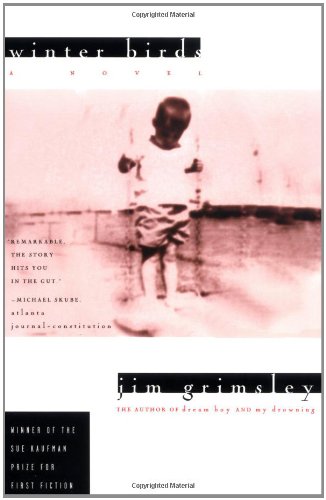 Copyrighted Material
winter birds
A NOVEL
"REMARKABLE.
THE STORY
HITS YOU
IN THE GUT."
—MICHAEL SKUBE,
atlanta
journal-constitution
jim grimsley
THE AUTHOR OF dream boy AND my drowning
WINNER OF THE
SUE KAUFMAN
PRIZE FOR
FIRST FICTION
Copyrighted Material